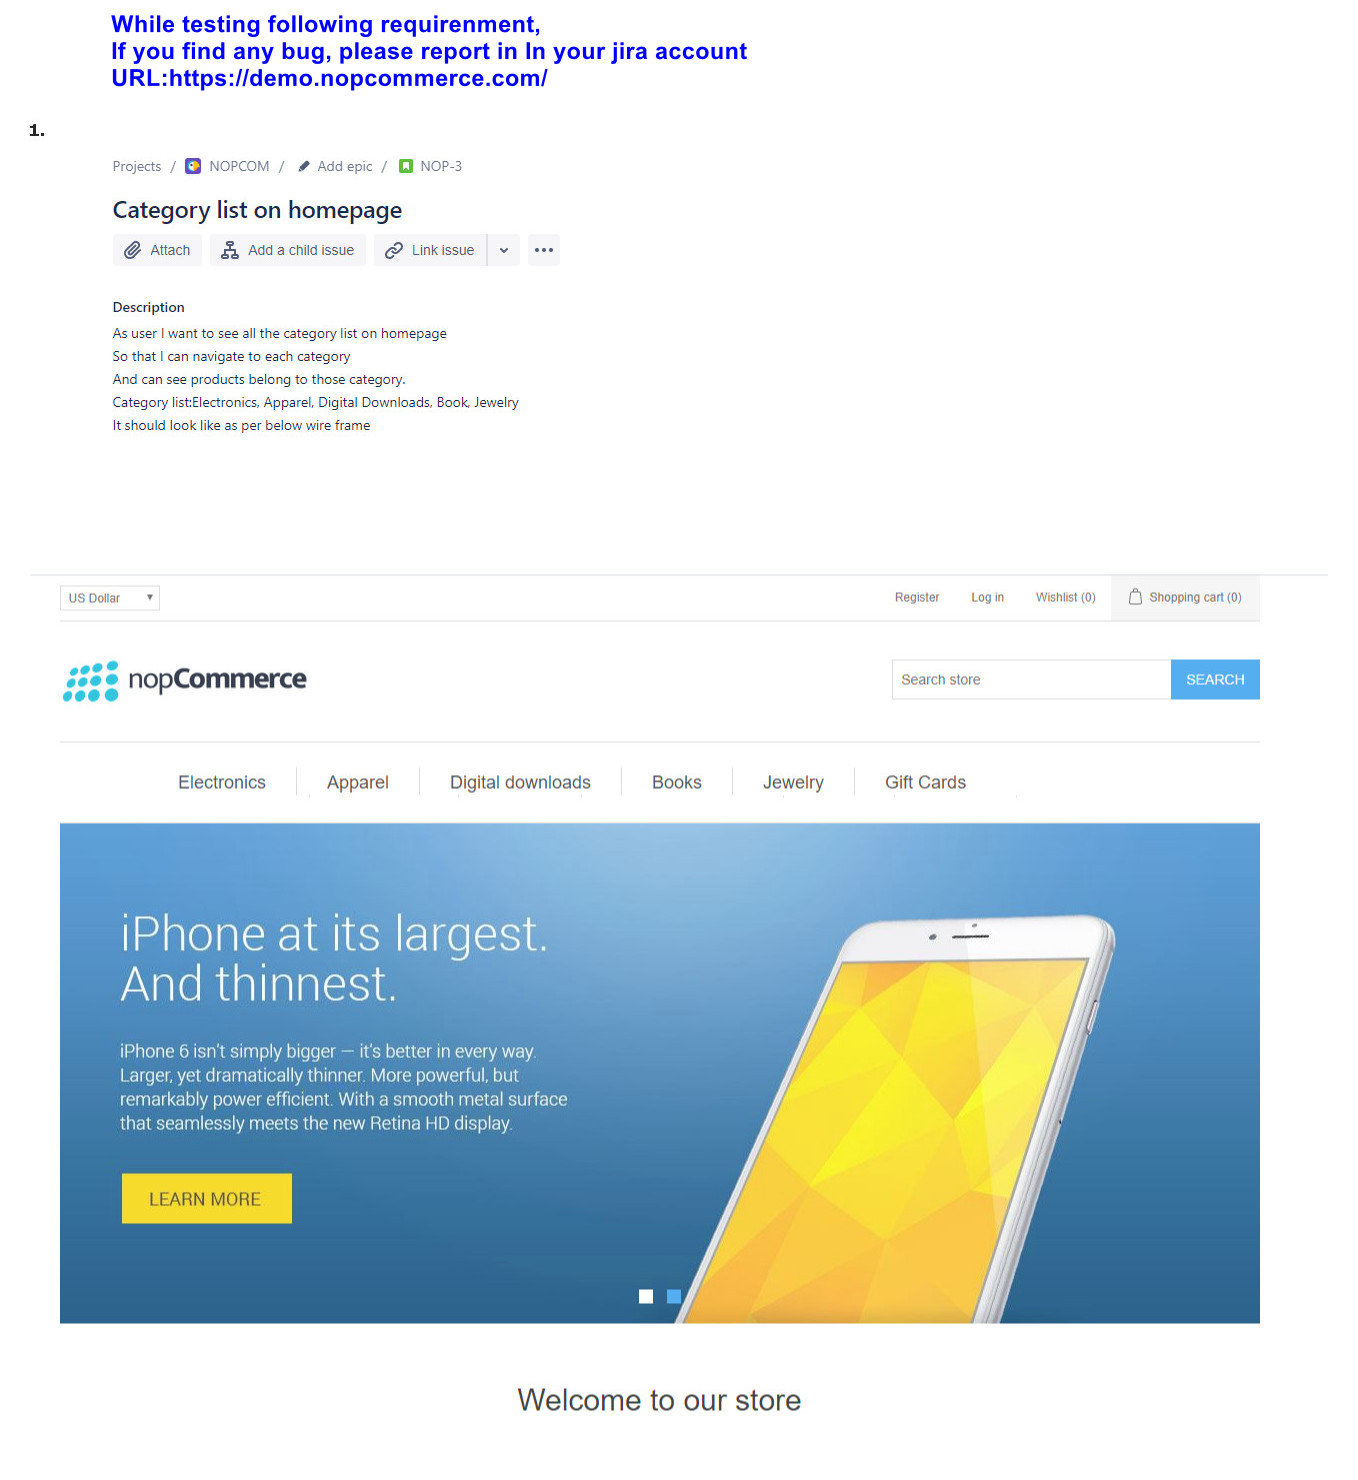 While testing following requirenment,
If you find any bug, please report in In your jira account
URL:https://demo.nopcommerce.com/
1.
Projects / NOPCOM / Add epic / NOP-3
Category list on homepage
Attach Add a child issue Link issue
Description
As user I want to see all the category list on homepage
So that I can navigate to each category
And can see products belong to those category.
Category list:Electronics, Apparel, Digital Downloads, Book, Jewelry
It should look like as per below wire frame
US Dollar Register Log in Wishlist (0) Shopping cart (0)
nopCommerce Search store SEARCH
Electronics Apparel Digital downloads Books Jewelry Gift Cards
iPhone at its largest.
And thinnest.
iPhone 6 isn't simply bigger — it's better in every way.
Larger, yet dramatically thinner. More powerful, but
remarkably power efficient. With a smooth metal surface
that seamlessly meets the new Retina HD display.
LEARN MORE
Welcome to our store